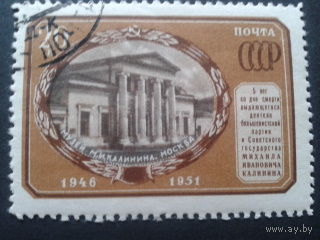 ПОЧТА
СССР
5 лет
со дня смерти
выдающегося
деятеля
большевистской
партии
и Советского
государства
МИХАИЛА
ИВАНОВИЧА
КАЛИНИНА
МУЗЕЙ М.И.КАЛИНИНА. МОСКВА
1946 1951